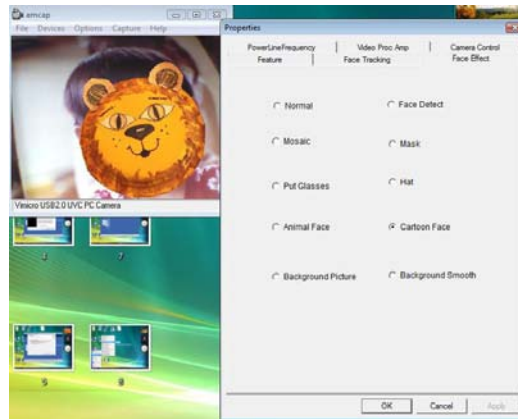 amcap
File Devices Options Capture Help
Vimicro USB2.0 UVC PC Camera
Properties
PowerLineFrequency Video Proc Amp Camera Control
Feature Face Tracking Face Effect
Normal Face Detect
Mosaic Mask
Put Glasses Hat
Animal Face Cartoon Face
Background Picture Background Smooth
OK Cancel Apply